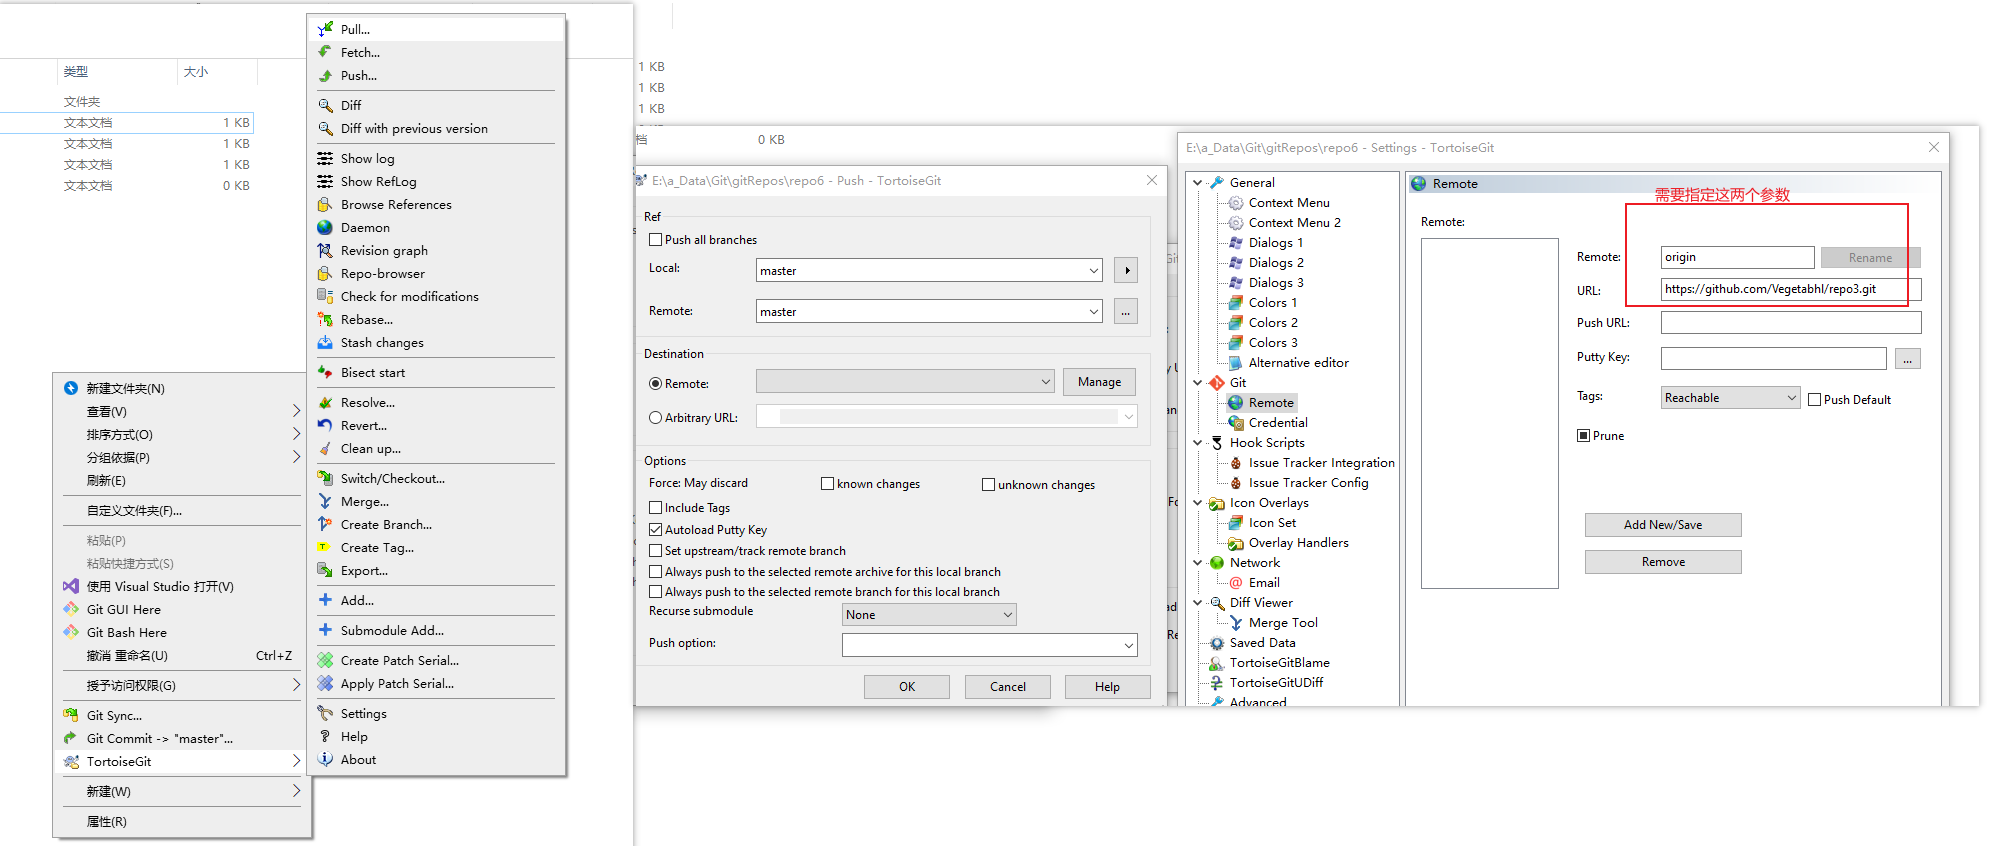 类型 大小
文件夹
文本文档 1 KB
文本文档 1 KB
文本文档 1 KB
文本文档 0 KB
新建文件夹(N)
查看(V)
排序方式(O)
分组依据(P)
刷新(E)
自定义文件夹(F)...
粘贴(P)
粘贴快捷方式(S)
使用 Visual Studio 打开(V)
Git GUI Here
Git Bash Here
撤消 重命名(U) Ctrl+Z
授予访问权限(G)
Git Sync...
Git Commit -> "master"...
TortoiseGit
新建(W)
属性(R)
Pull...
Fetch...
Push...
Diff
Diff with previous version
Show log
Show RefLog
Browse References
Daemon
Revision graph
Repo-browser
Check for modifications
Rebase...
Stash changes
Bisect start
Resolve...
Revert...
Clean up...
Switch/Checkout...
Merge...
Create Branch...
Create Tag...
Export...
Add...
Submodule Add...
Create Patch Serial...
Apply Patch Serial...
Settings
Help
About
1 KB
1 KB
1 KB
档 0 KB
E:\a_Data\Git\gitRepos\repo6 - Push - TortoiseGit
Ref
Push all branches
Local: master
Remote: master ...
Destination
Remote: Manage
Arbitrary URL:
Options
Force: May discard known changes unknown changes
Include Tags
Autoload Putty Key
Set upstream/track remote branch
Always push to the selected remote archive for this local branch
Always push to the selected remote branch for this local branch
Recurse submodule None
Push option:
OK Cancel Help
E:\a_Data\Git\gitRepos\repo6 - Settings - TortoiseGit
General
Context Menu
Context Menu 2
Dialogs 1
Dialogs 2
Dialogs 3
Colors 1
Colors 2
Colors 3
Alternative editor
Git
Remote
Credential
Hook Scripts
Issue Tracker Integration
Issue Tracker Config
Icon Overlays
Icon Set
Overlay Handlers
Network
Email
Diff Viewer
Merge Tool
Saved Data
TortoiseGitBlame
TortoiseGitUDiff
Advanced
Remote
需要指定这两个参数
Remote:
Remote: origin Rename
URL: https://github.com/Vegetabhl/repo3.git
Push URL:
Putty Key: ...
Tags: Reachable Push Default
Prune
Add New/Save
Remove